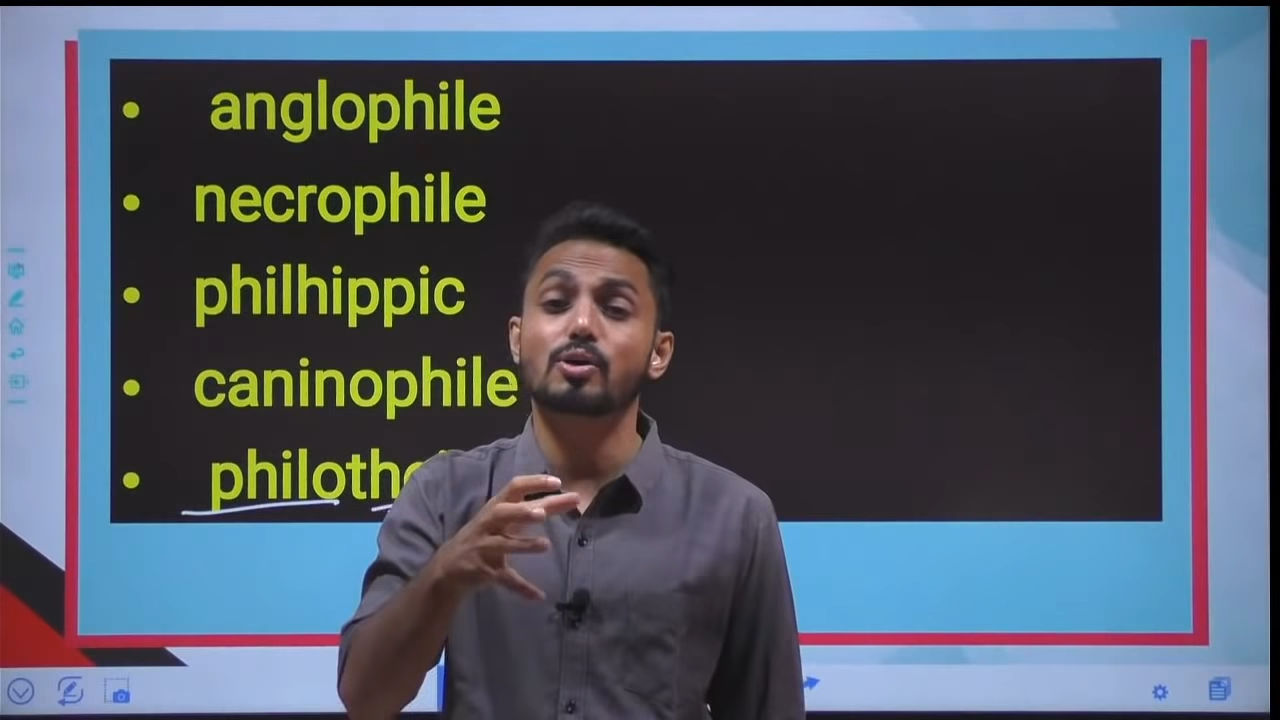 • anglophile
• necrophile
• philhippic
• caninophile
•